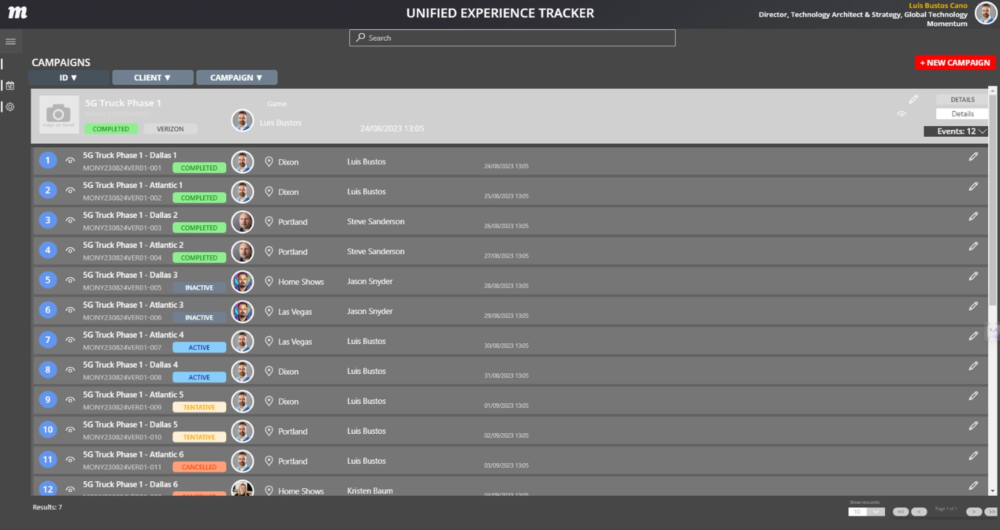 m
UNIFIED EXPERIENCE TRACKER
Luis Bustos Cano
Director, Technology Architect & Strategy, Global Technology
Momentum
Search
CAMPAIGNS
+ NEW CAMPAIGN
ID ▼ CLIENT ▼ CAMPAIGN ▼
5G Truck Phase 1
MONY230824VER01
Image not found!
COMPLETED VERIZON
Game
Luis Bustos
24/08/2023 13:05
DETAILS
Details
Events: 12
1 5G Truck Phase 1 - Dallas 1
MONY230824VER01-001 COMPLETED Dixon Luis Bustos 24/08/2023 13:05
2 5G Truck Phase 1 - Atlantic 1
MONY230824VER01-002 COMPLETED Dixon Luis Bustos 25/08/2023 13:05
3 5G Truck Phase 1 - Dallas 2
MONY230824VER01-003 COMPLETED Portland Steve Sanderson 26/08/2023 13:05
4 5G Truck Phase 1 - Atlantic 2
MONY230824VER01-004 COMPLETED Portland Steve Sanderson 27/08/2023 13:05
5 5G Truck Phase 1 - Dallas 3
MONY230824VER01-005 INACTIVE Home Shows Jason Snyder 28/08/2023 13:05
6 5G Truck Phase 1 - Atlantic 3
MONY230824VER01-006 INACTIVE Las Vegas Jason Snyder 29/08/2023 13:05
7 5G Truck Phase 1 - Atlantic 4
MONY230824VER01-007 ACTIVE Las Vegas Luis Bustos 30/08/2023 13:05
8 5G Truck Phase 1 - Dallas 4
MONY230824VER01-008 ACTIVE Dixon Luis Bustos 31/08/2023 13:05
9 5G Truck Phase 1 - Atlantic 5
MONY230824VER01-009 TENTATIVE Dixon Luis Bustos 01/09/2023 13:05
10 5G Truck Phase 1 - Dallas 5
MONY230824VER01-010 TENTATIVE Portland Luis Bustos 02/09/2023 13:05
11 5G Truck Phase 1 - Atlantic 6
MONY230824VER01-011 CANCELLED Portland Luis Bustos 03/09/2023 13:05
12 5G Truck Phase 1 - Dallas 6
Home Shows Kristen Baum
Results: 7
Show reccords:
10 << < Page 1 of 1 > >>